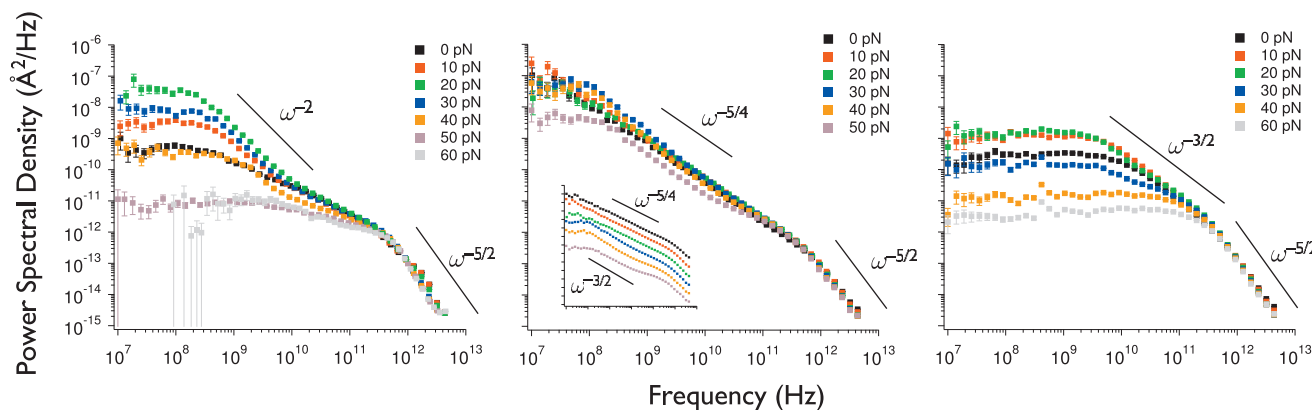 Power Spectral Density (Å²/Hz)
10⁻⁶
10⁻⁷
10⁻⁸
10⁻⁹
10⁻¹⁰
10⁻¹¹
10⁻¹²
10⁻¹³
10⁻¹⁴
10⁻¹⁵
0 pN
10 pN
20 pN
30 pN
40 pN
50 pN
60 pN
ω⁻²
ω⁻⁵/²
10⁷ 10⁸ 10⁹ 10¹⁰ 10¹¹ 10¹² 10¹³
0 pN
10 pN
20 pN
30 pN
40 pN
50 pN
ω⁻⁵/⁴
ω⁻⁵/⁴
ω⁻³/²
ω⁻⁵/²
10⁷ 10⁸ 10⁹ 10¹⁰ 10¹¹ 10¹² 10¹³
0 pN
10 pN
20 pN
30 pN
40 pN
60 pN
ω⁻³/²
ω⁻⁵/²
10⁷ 10⁸ 10⁹ 10¹⁰ 10¹¹ 10¹² 10¹³
Frequency (Hz)